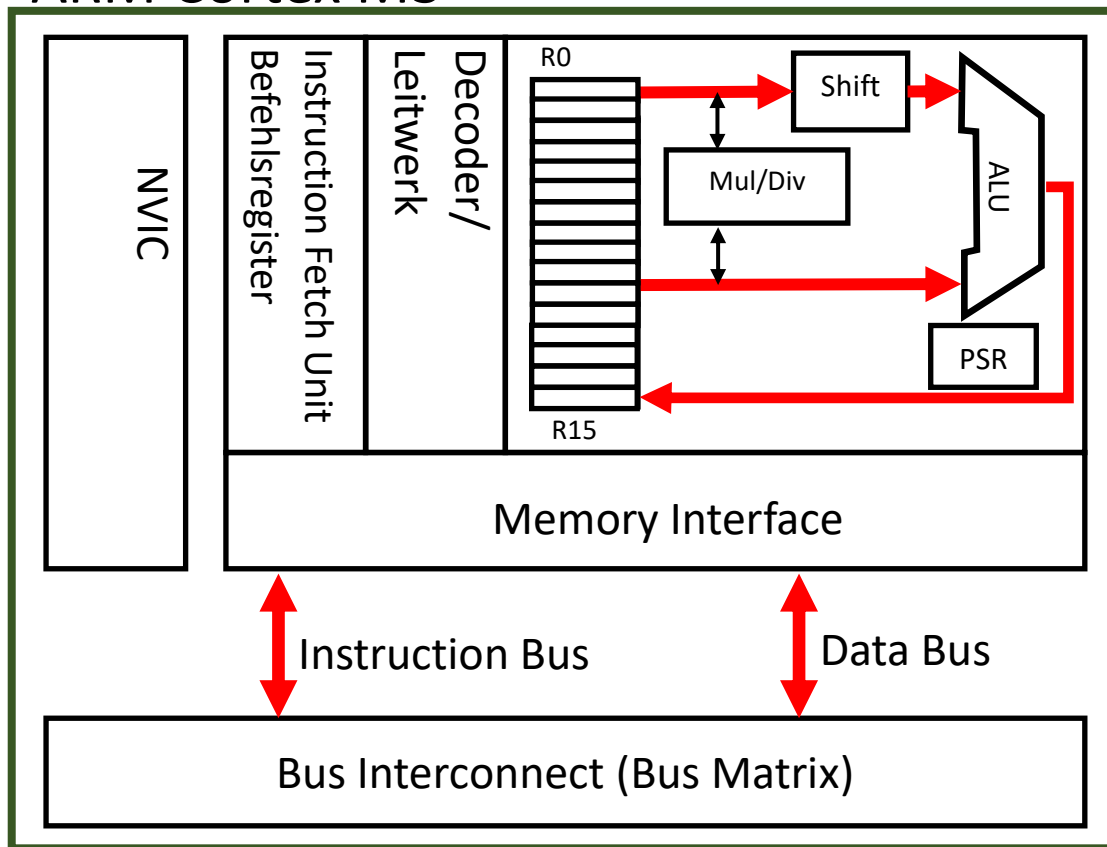 NVIC
Instruction Fetch Unit
Befehlsregister
Decoder/
Leitwerk
R0
Shift
Mul/Div
ALU
PSR
R15
Memory Interface
Instruction Bus
Data Bus
Bus Interconnect (Bus Matrix)